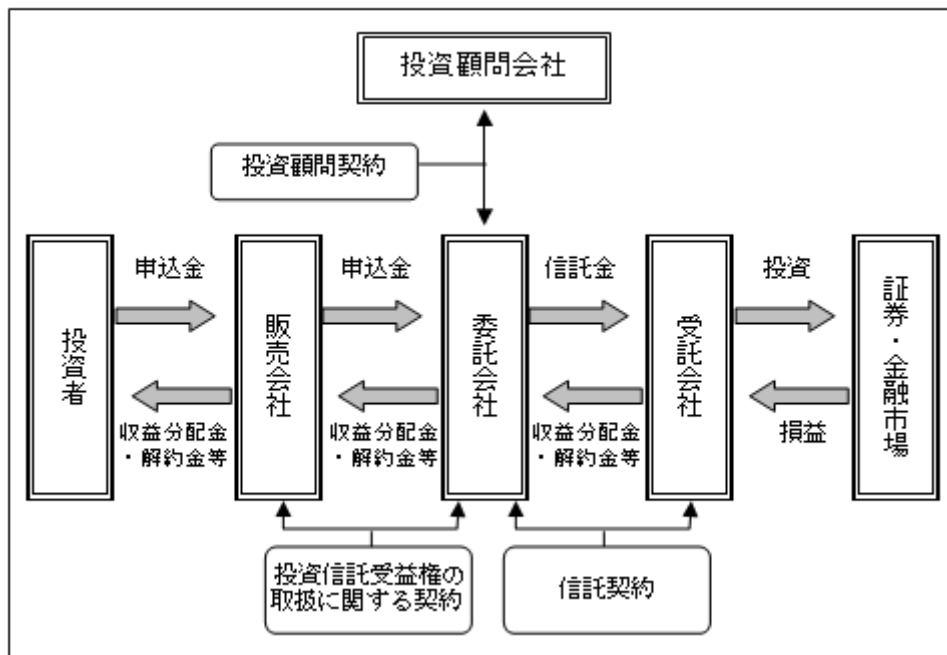 投資顧問会社
投資顧問契約
申込金
申込金
信託金
投資
投資者
販売会社
委託会社
受託会社
証券・金融市場
収益分配金
・解約金等
収益分配金
・解約金等
収益分配金
・解約金等
損益
投資信託受益権の
取扱に関する契約
信託契約